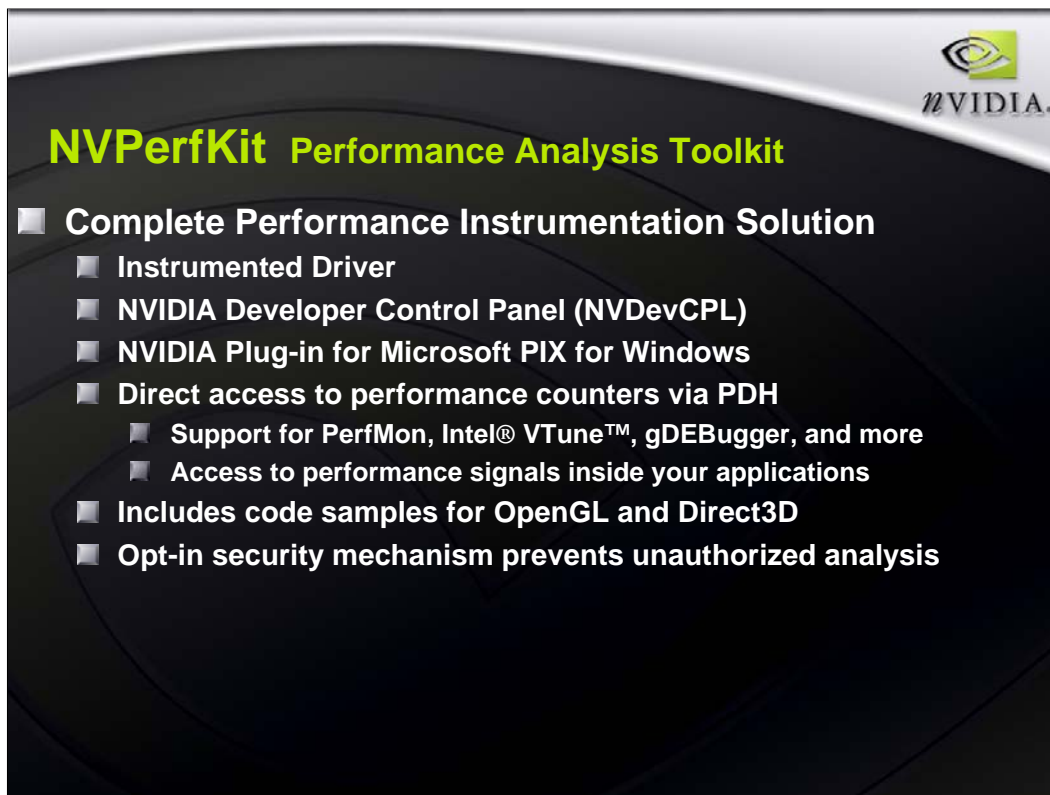 nVIDIA.
NVPerfKit Performance Analysis Toolkit
Complete Performance Instrumentation Solution
Instrumented Driver
NVIDIA Developer Control Panel (NVDevCPL)
NVIDIA Plug-in for Microsoft PIX for Windows
Direct access to performance counters via PDH
Support for PerfMon, Intel® VTune™, gDEBugger, and more
Access to performance signals inside your applications
Includes code samples for OpenGL and Direct3D
Opt-in security mechanism prevents unauthorized analysis